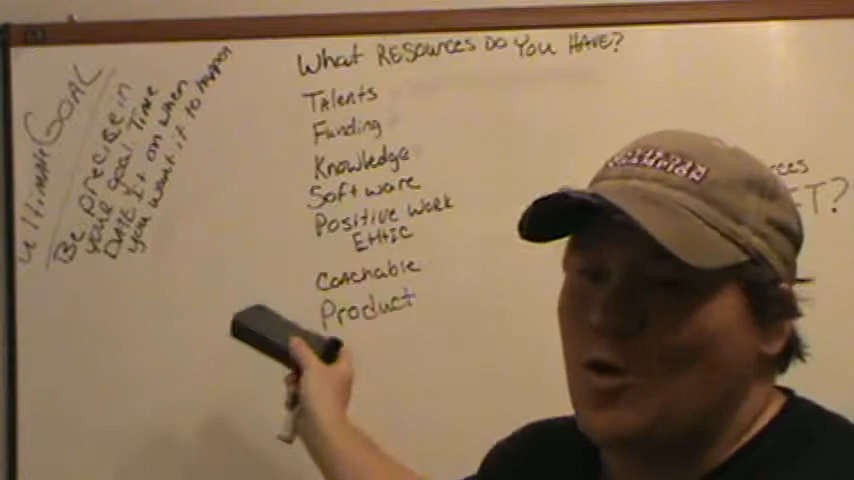 ultimate GOAL
Be precise in
your goal Time
DATE It on when
you want it to happen
What Resources Do You Have?
Talents
Funding
Knowledge
Software
Positive Work
Ethic
Coachable
Product